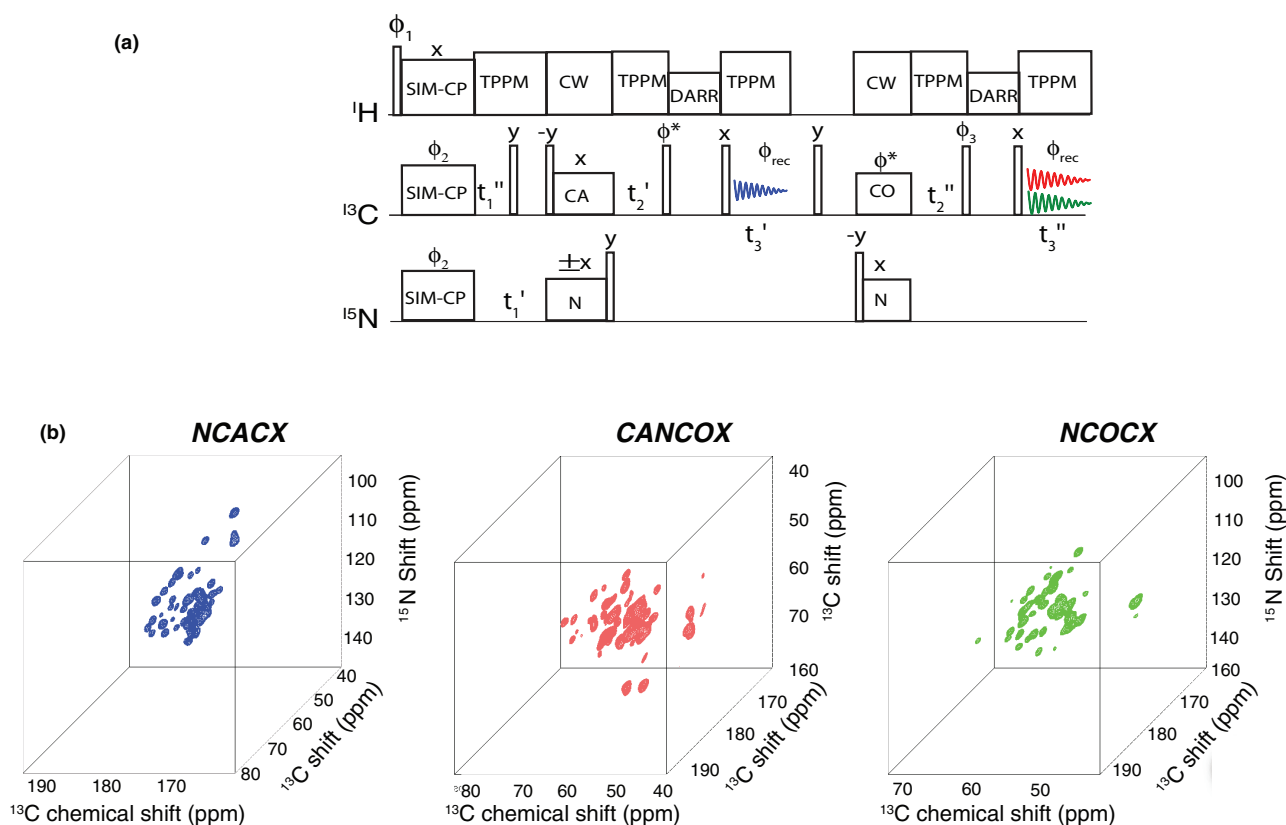 (a)
ϕ1
x
SIM-CP TPPM CW TPPM DARR TPPM CW TPPM DARR TPPM
¹H
ϕ2 y -y x ϕ* x ϕrec y ϕ* ϕ3 x ϕrec
SIM-CP t1'' CA t2' CO t2''
¹³C
t3' t3''
ϕ2 ±x y -y x
SIM-CP t1' N N
¹⁵N
(b)
NCACX
100
110
120
130
140
¹⁵N Shift (ppm)
40
50
60
70
80
¹³C shift (ppm)
190 180 170
¹³C chemical shift (ppm)
CANCOX
40
50
60
70
¹³C shift (ppm)
160
170
180
190
¹³C shift (ppm)
80 70 60 50 40
¹³C chemical shift (ppm)
NCOCX
100
110
120
130
140
¹⁵N Shift (ppm)
160
170
180
190
¹³C shift (ppm)
70 60 50
¹³C chemical shift (ppm)